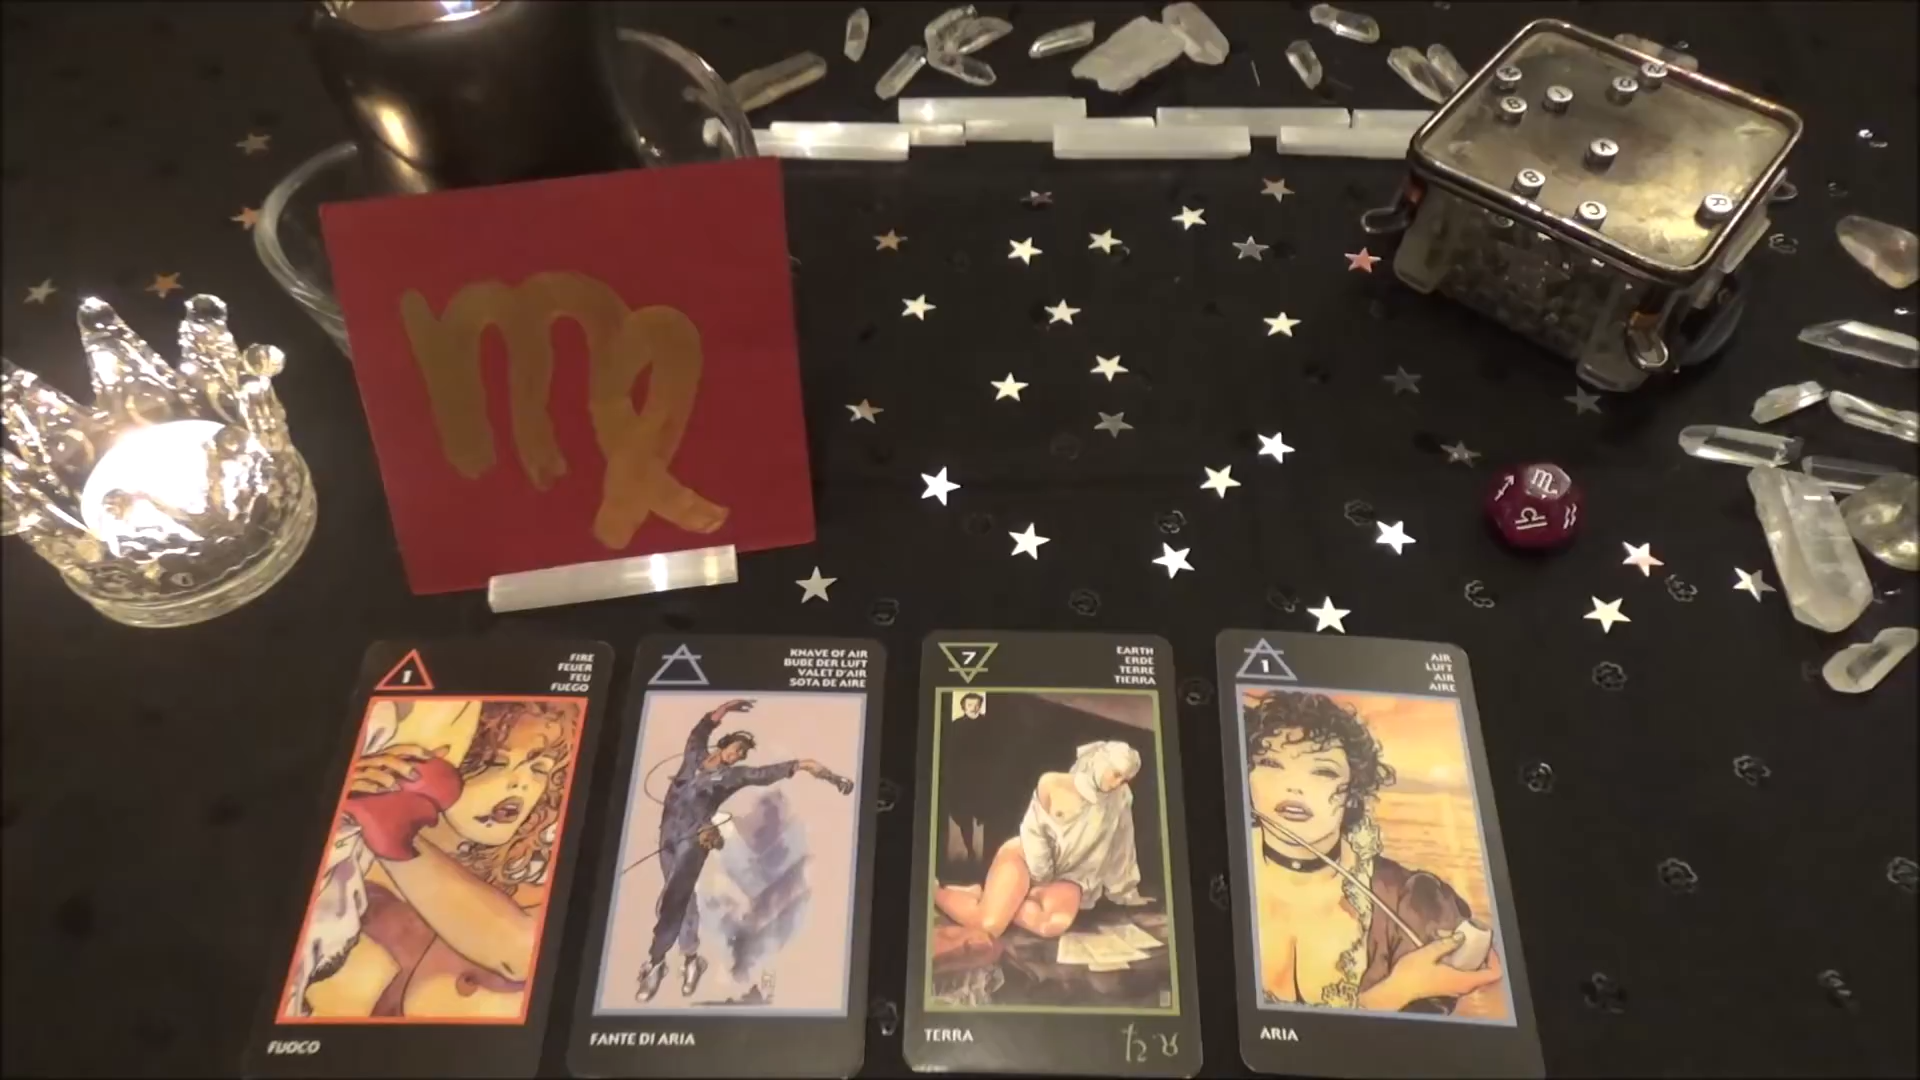 1
FIRE
FEUER
FEU
FUEGO
FUOCO
KNAVE OF AIR
BUBE DER LUFT
VALET D'AIR
SOTA DE AIRE
FANTE DI ARIA
7
EARTH
ERDE
TERRE
TIERRA
TERRA
1
AIR
LUFT
AIR
AIRE
ARIA